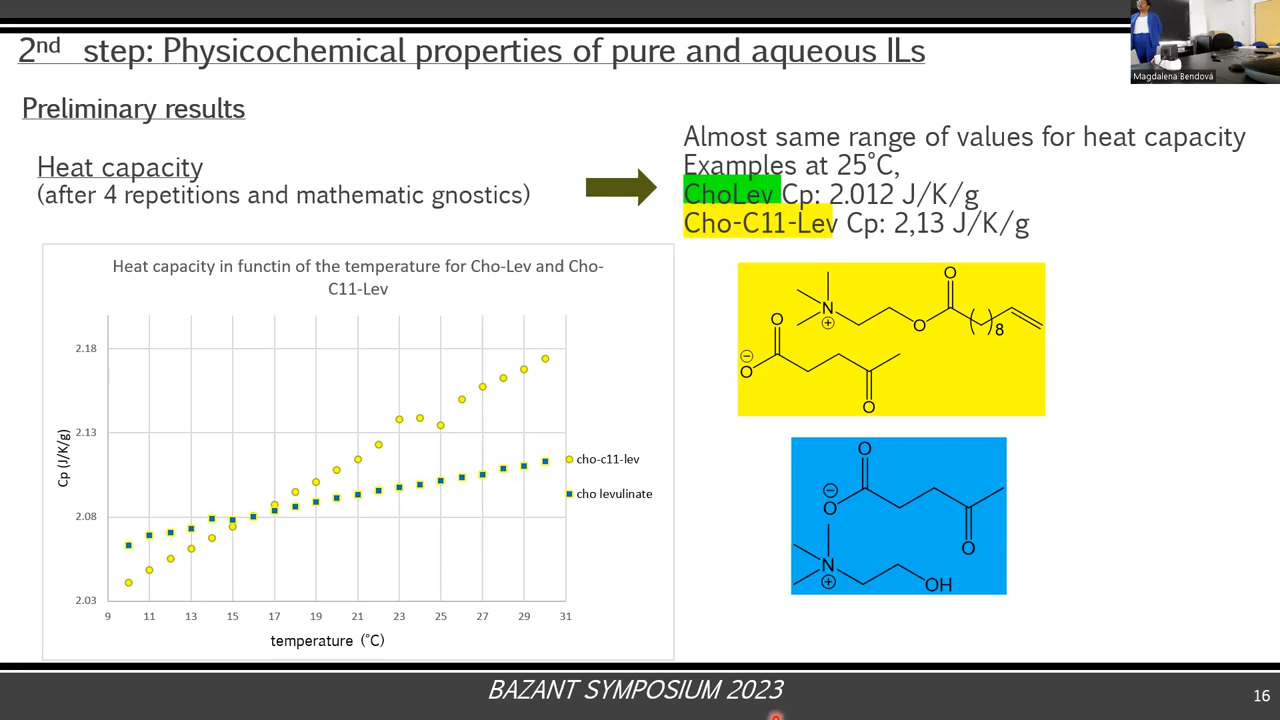 2nd step: Physicochemical properties of pure and aqueous ILs
Magdalena Bendová
Preliminary results
Heat capacity
(after 4 repetitions and mathematic gnostics)
Almost same range of values for heat capacity
Examples at 25°C,
ChoLev Cp: 2.012 J/K/g
Cho-C11-Lev Cp: 2,13 J/K/g
Heat capacity in functin of the temperature for Cho-Lev and Cho-
C11-Lev
Cp (J/K/g)
2.18
2.13
2.08
2.03
9 11 13 15 17 19 21 23 25 27 29 31
temperature (°C)
cho-c11-lev
cho levulinate
O
N
⊕
O
8
O
⊖
O
O
O
⊖
O
O
N
⊕
OH
BAZANT SYMPOSIUM 2023
16